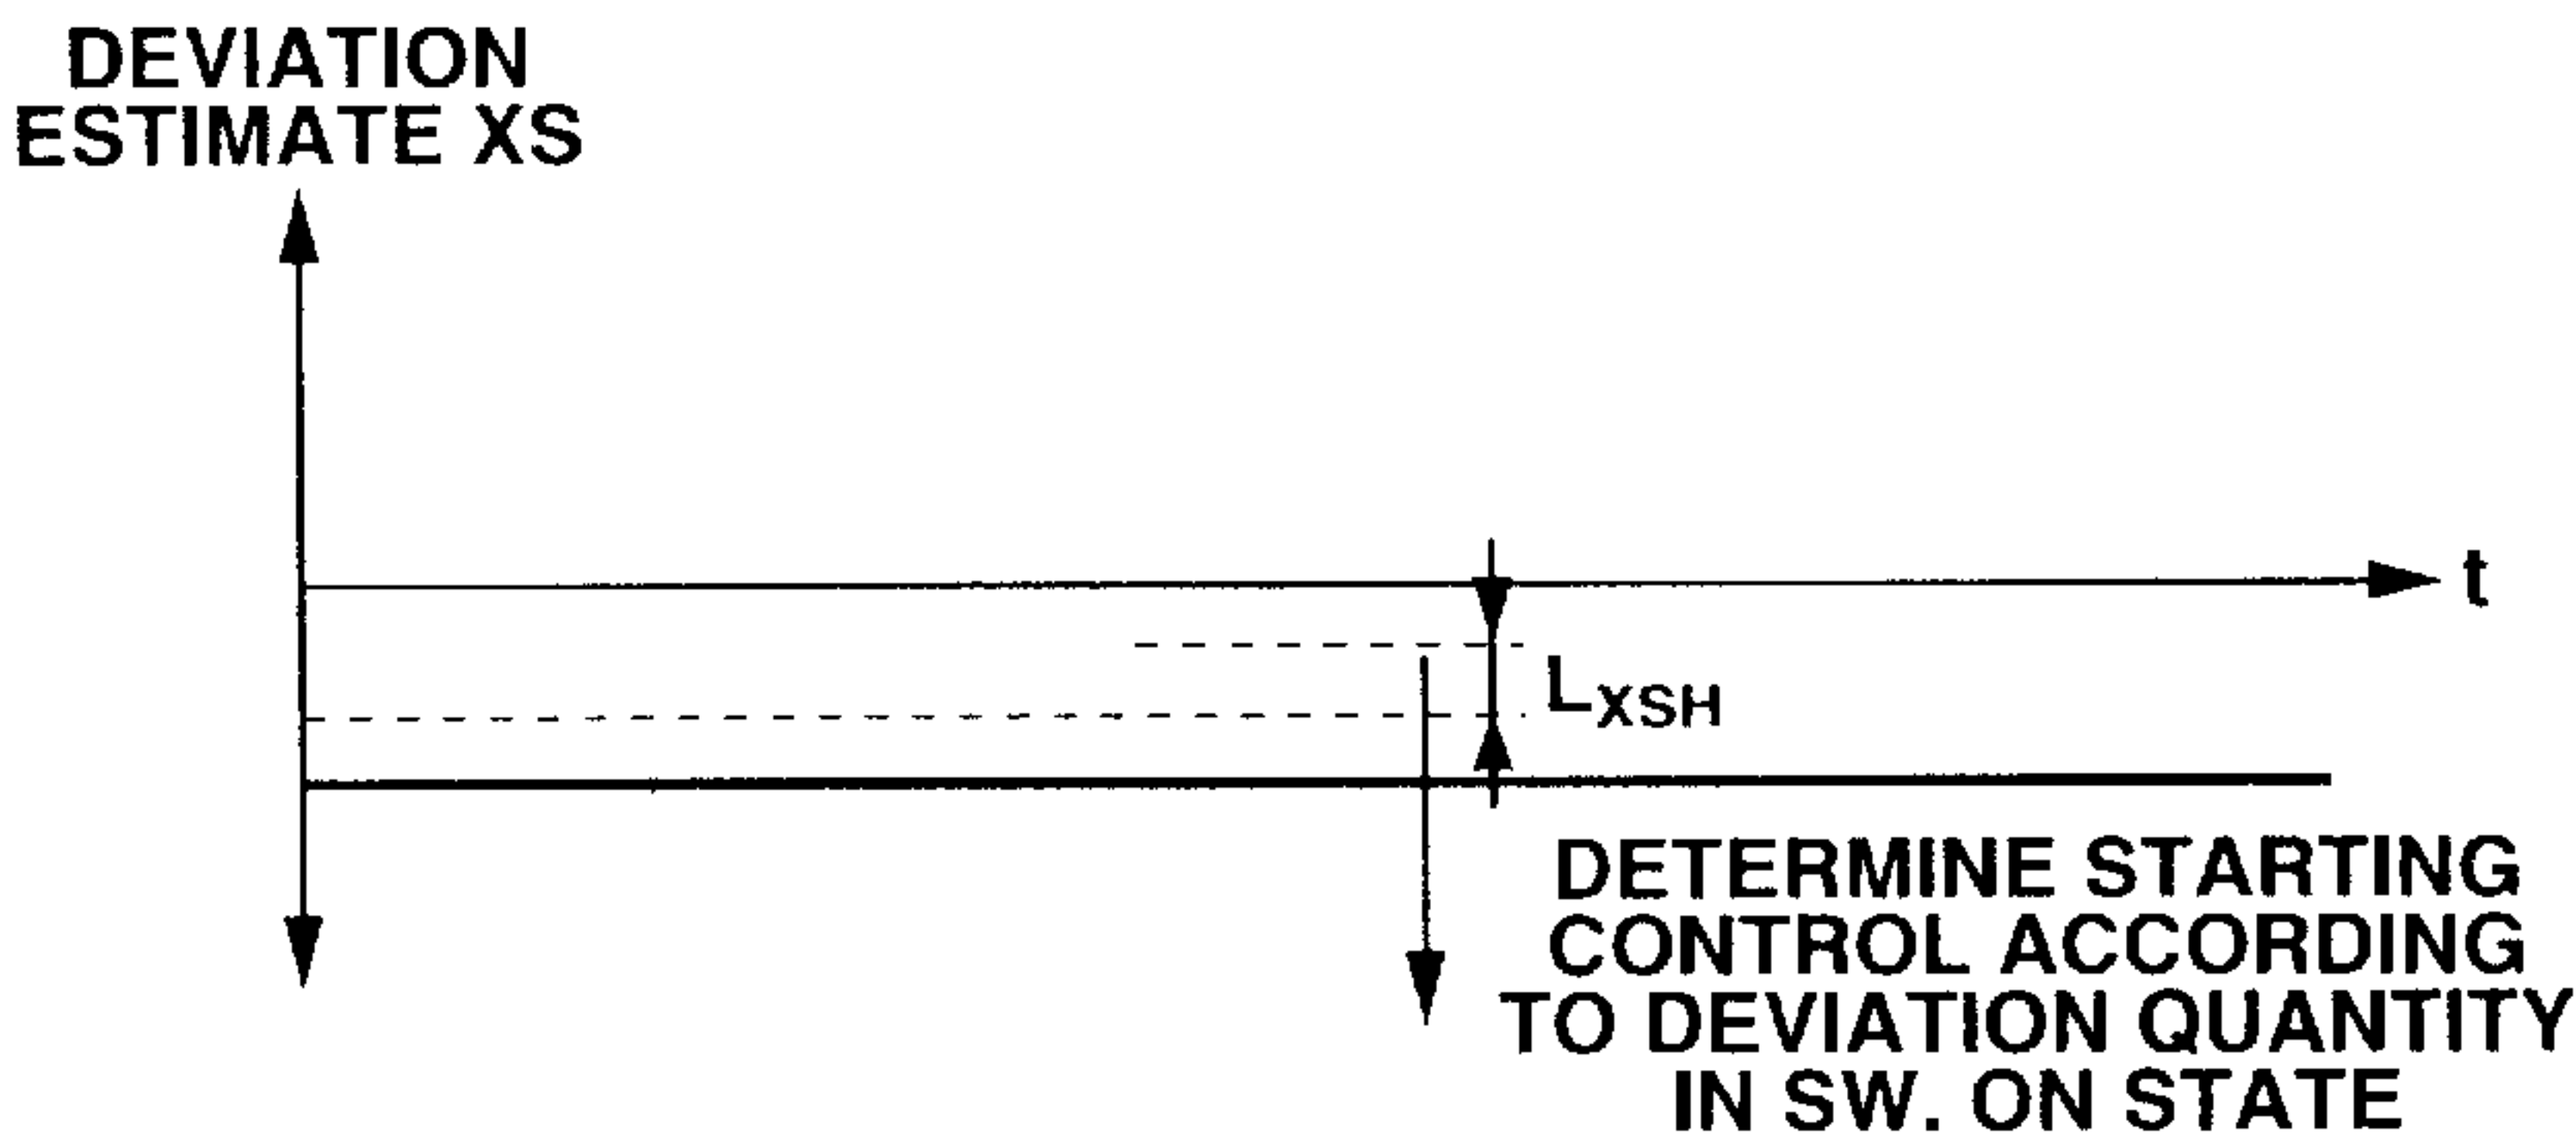 DEVIATION
ESTIMATE XS
t
LXSH
DETERMINE STARTING
CONTROL ACCORDING
TO DEVIATION QUANTITY
IN SW. ON STATE